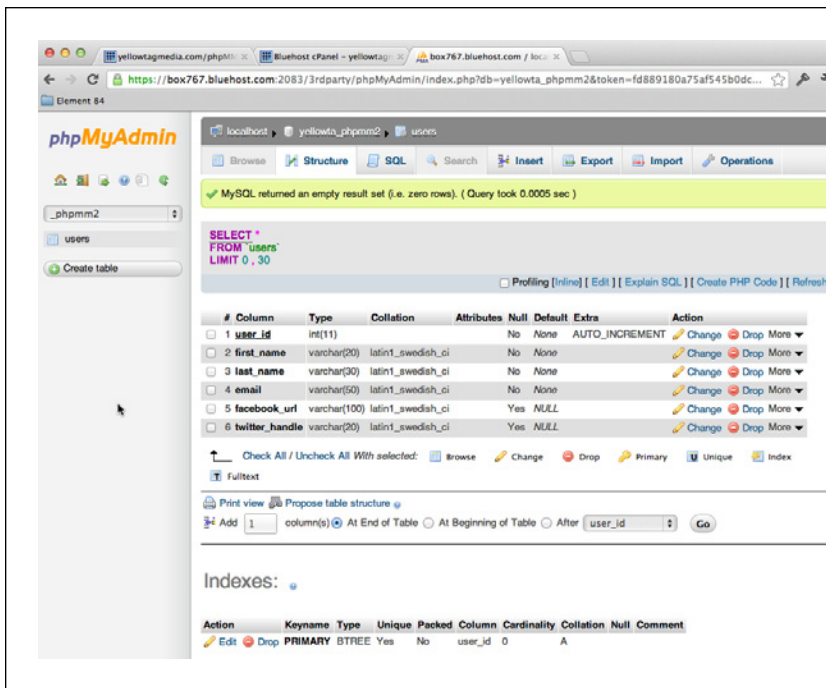 yellowtagmedia.com/phpM
Bluehost cPanel – yellowtag
box767.bluehost.com / loca
https://box767.bluehost.com:2083/3rdparty/phpMyAdmin/index.php?db=yellowta_phpmm2&token=fd889180a75af545b0dc...
Element 84
phpMyAdmin
localhost yellowta_phpmm2 users
Browse Structure SQL Search Insert Export Import Operations
MySQL returned an empty result set (i.e. zero rows). ( Query took 0.0005 sec )
_phpmm2
users
Create table
SELECT *
FROM `users`
LIMIT 0 , 30
Profiling [Inline] [ Edit ] [ Explain SQL ] [ Create PHP Code ] [ Refresh
# Column Type Collation Attributes Null Default Extra Action
1 user_id int(11) No None AUTO_INCREMENT Change Drop More
2 first_name varchar(20) latin1_swedish_ci No None Change Drop More
3 last_name varchar(30) latin1_swedish_ci No None Change Drop More
4 email varchar(50) latin1_swedish_ci No None Change Drop More
5 facebook_url varchar(100) latin1_swedish_ci Yes NULL Change Drop More
6 twitter_handle varchar(20) latin1_swedish_ci Yes NULL Change Drop More
Check All / Uncheck All With selected: Browse Change Drop Primary U Unique Index
T Fulltext
Print view Propose table structure
Add 1 column(s) At End of Table At Beginning of Table After user_id Go
Indexes:
Action Keyname Type Unique Packed Column Cardinality Collation Null Comment
Edit Drop PRIMARY BTREE Yes No user_id 0 A